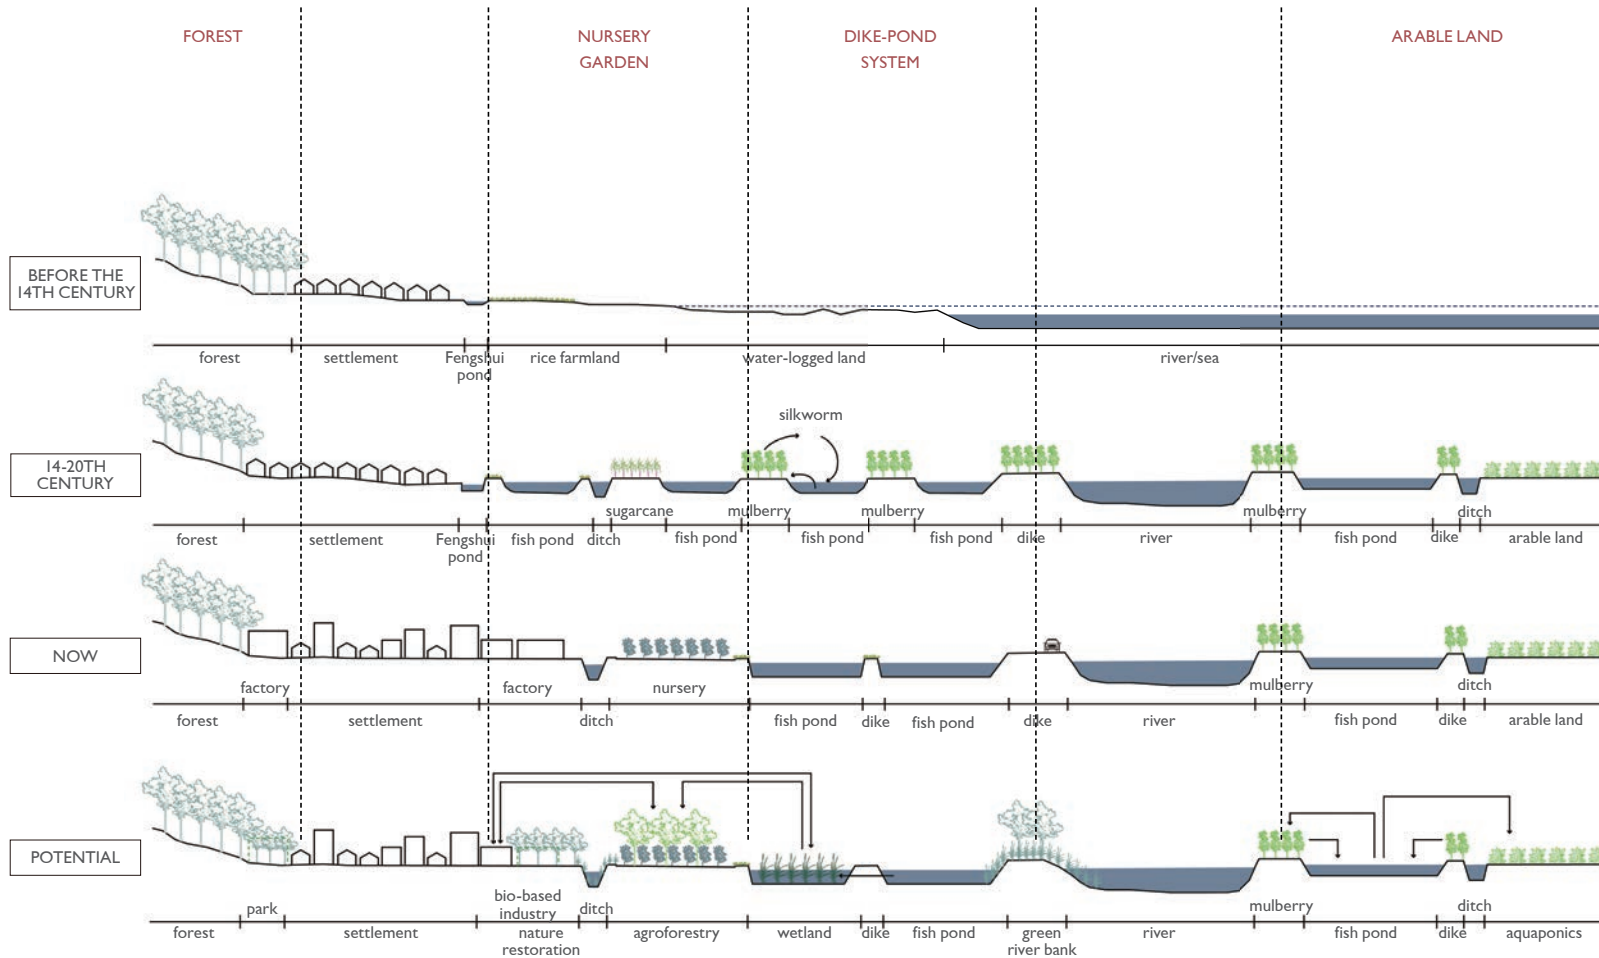 FOREST
NURSERY
GARDEN
DIKE-POND
SYSTEM
ARABLE LAND
BEFORE THE
14TH CENTURY
forest
settlement
Fengshui
pond
rice farmland
water-logged land
river/sea
silkworm
14-20TH
CENTURY
sugarcane
mulberry
mulberry
mulberry
ditch
forest
settlement
Fengshui
pond
fish pond
ditch
fish pond
fish pond
fish pond
dike
river
fish pond
dike
arable land
NOW
factory
factory
nursery
mulberry
ditch
forest
settlement
ditch
fish pond
dike
fish pond
dike
river
fish pond
dike
arable land
POTENTIAL
park
bio-based
industry
ditch
mulberry
ditch
forest
settlement
nature
restoration
agroforestry
wetland
dike
fish pond
green
river bank
river
fish pond
dike
aquaponics